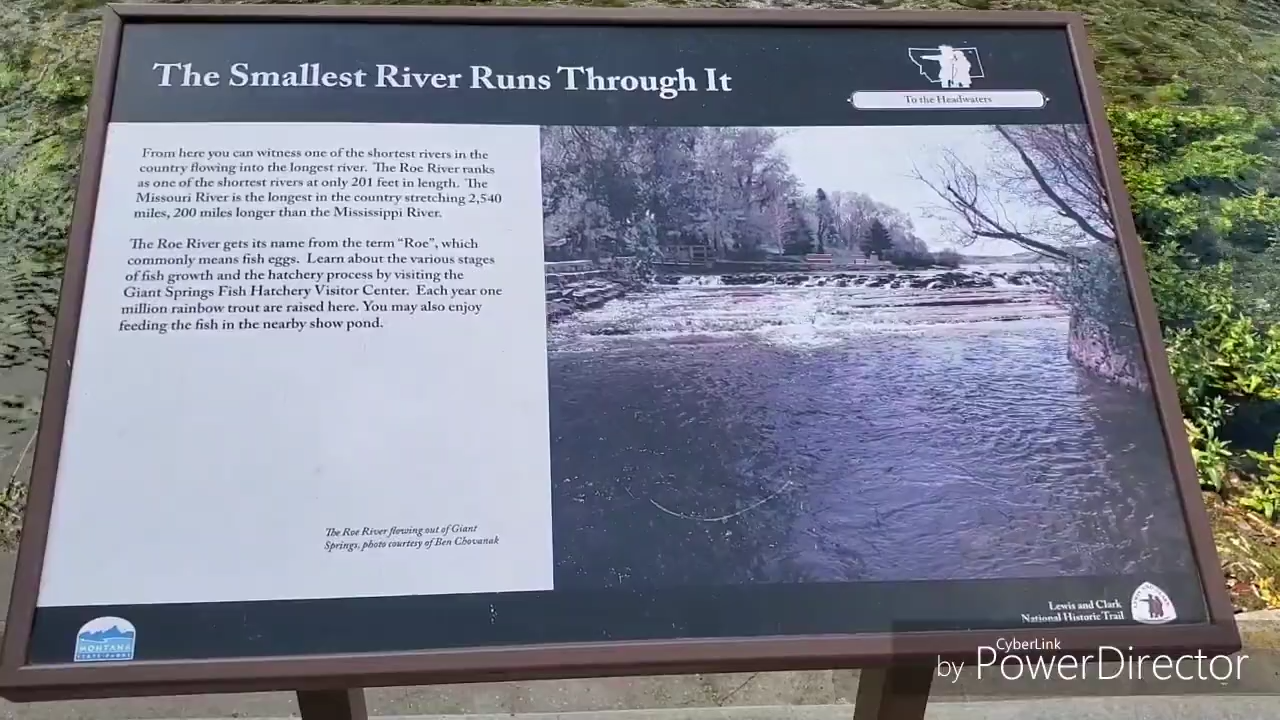 The Smallest River Runs Through It
To the Headwaters
From here you can witness one of the shortest rivers in the
country flowing into the longest river. The Roe River ranks
as one of the shortest rivers at only 201 feet in length. The
Missouri River is the longest in the country stretching 2,540
miles, 200 miles longer than the Mississippi River.
The Roe River gets its name from the term “Roe”, which
commonly means fish eggs. Learn about the various stages
of fish growth and the hatchery process by visiting the
Giant Springs Fish Hatchery Visitor Center. Each year one
million rainbow trout are raised here. You may also enjoy
feeding the fish in the nearby show pond.
The Roe River flowing out of Giant
Springs, photo courtesy of Ben Chovanak
MONTANA
STATE PARKS
Lewis and Clark
National Historic Trail
CyberLink
by PowerDirector